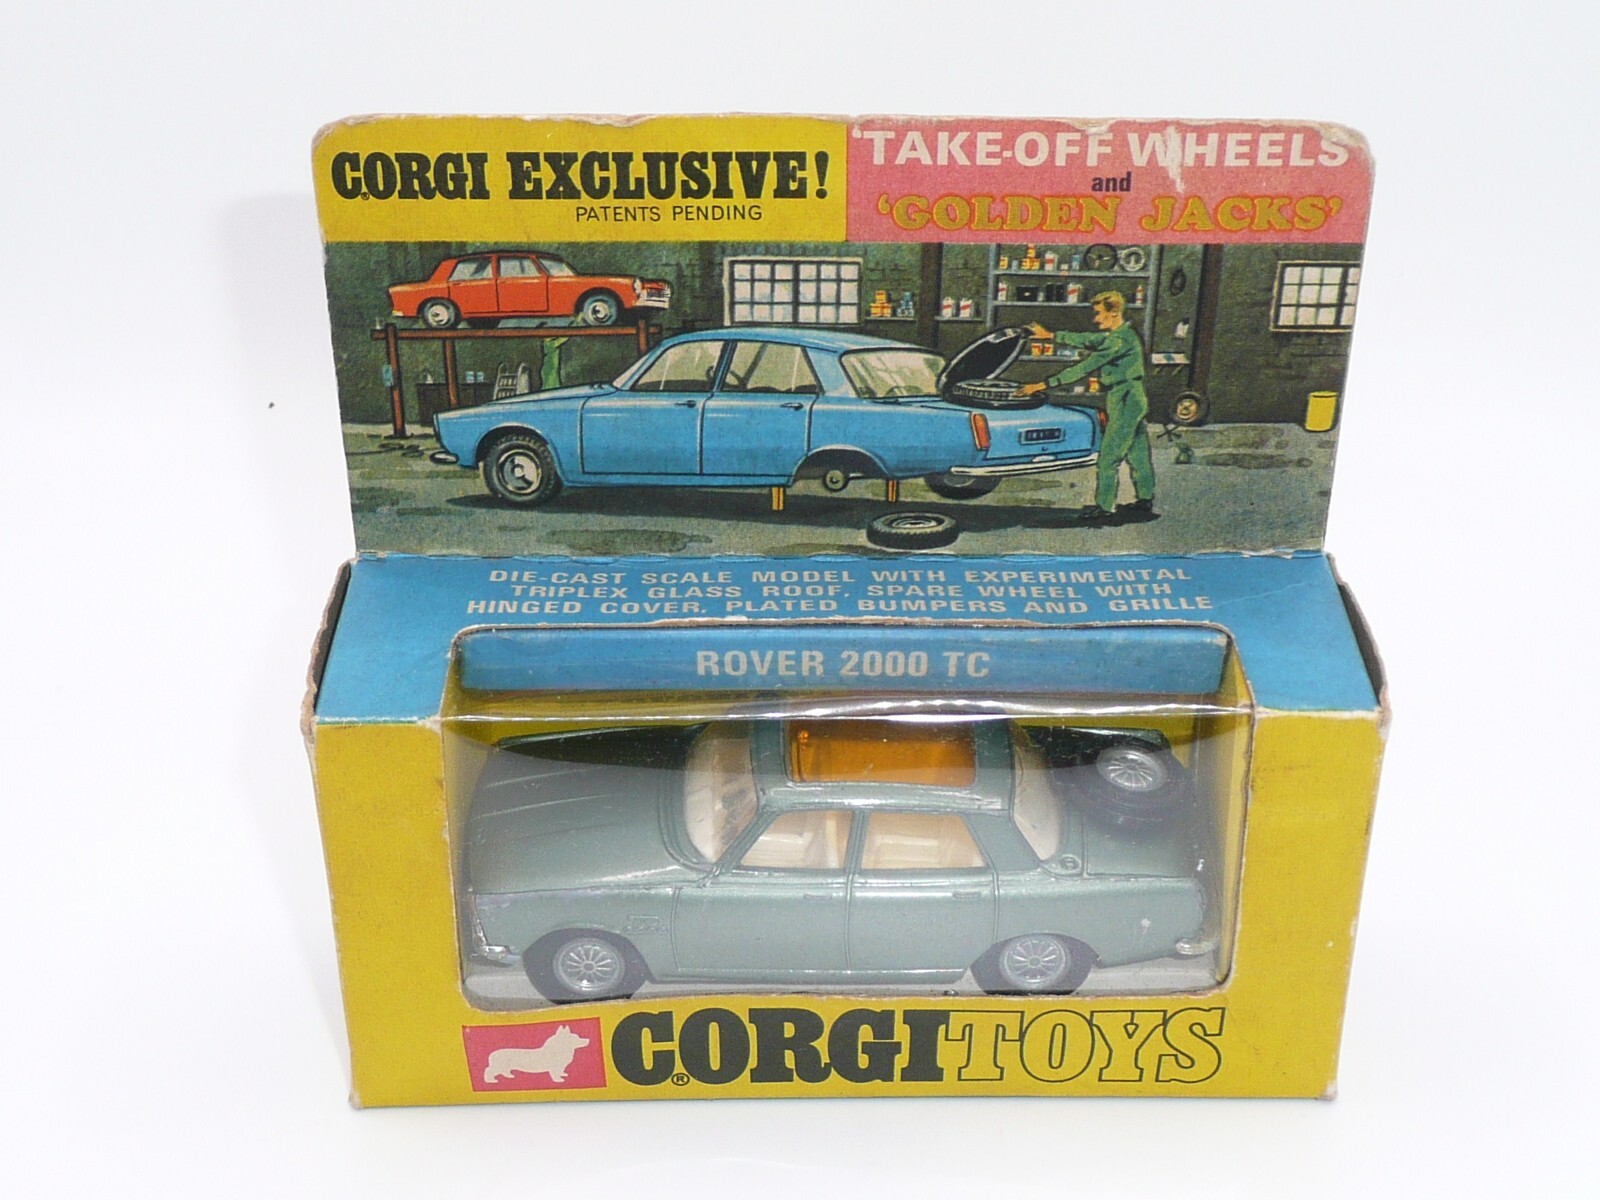 CORGI EXCLUSIVE!
PATENTS PENDING
'TAKE-OFF WHEELS
and
'GOLDEN JACKS'
DIE-CAST SCALE MODEL WITH EXPERIMENTAL
TRIPLEX GLASS ROOF, SPARE WHEEL WITH
HINGED COVER, PLATED BUMPERS AND GRILLE
ROVER 2000 TC
CORGI TOYS
®